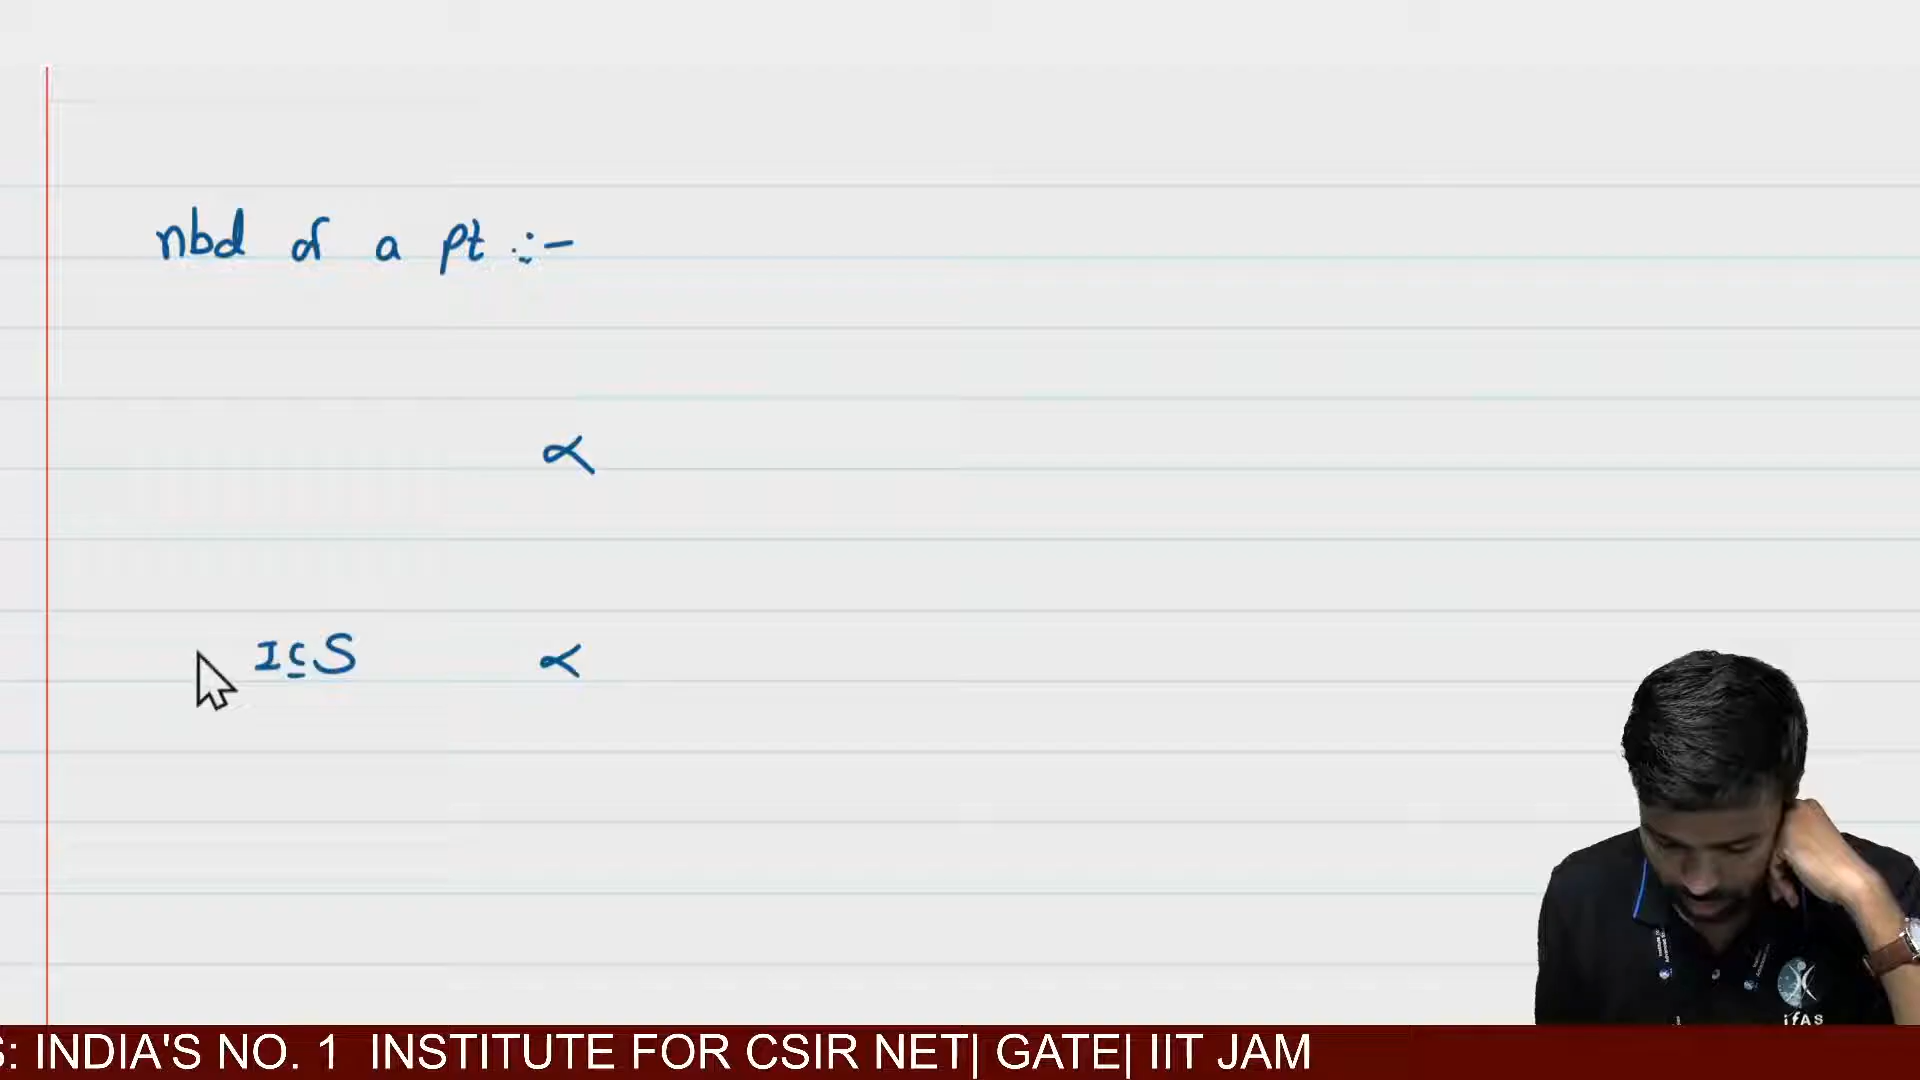 nbd of a pt :-
α
I ⊆ S α
ifAS
S: INDIA'S NO. 1 INSTITUTE FOR CSIR NET| GATE| IIT JAM